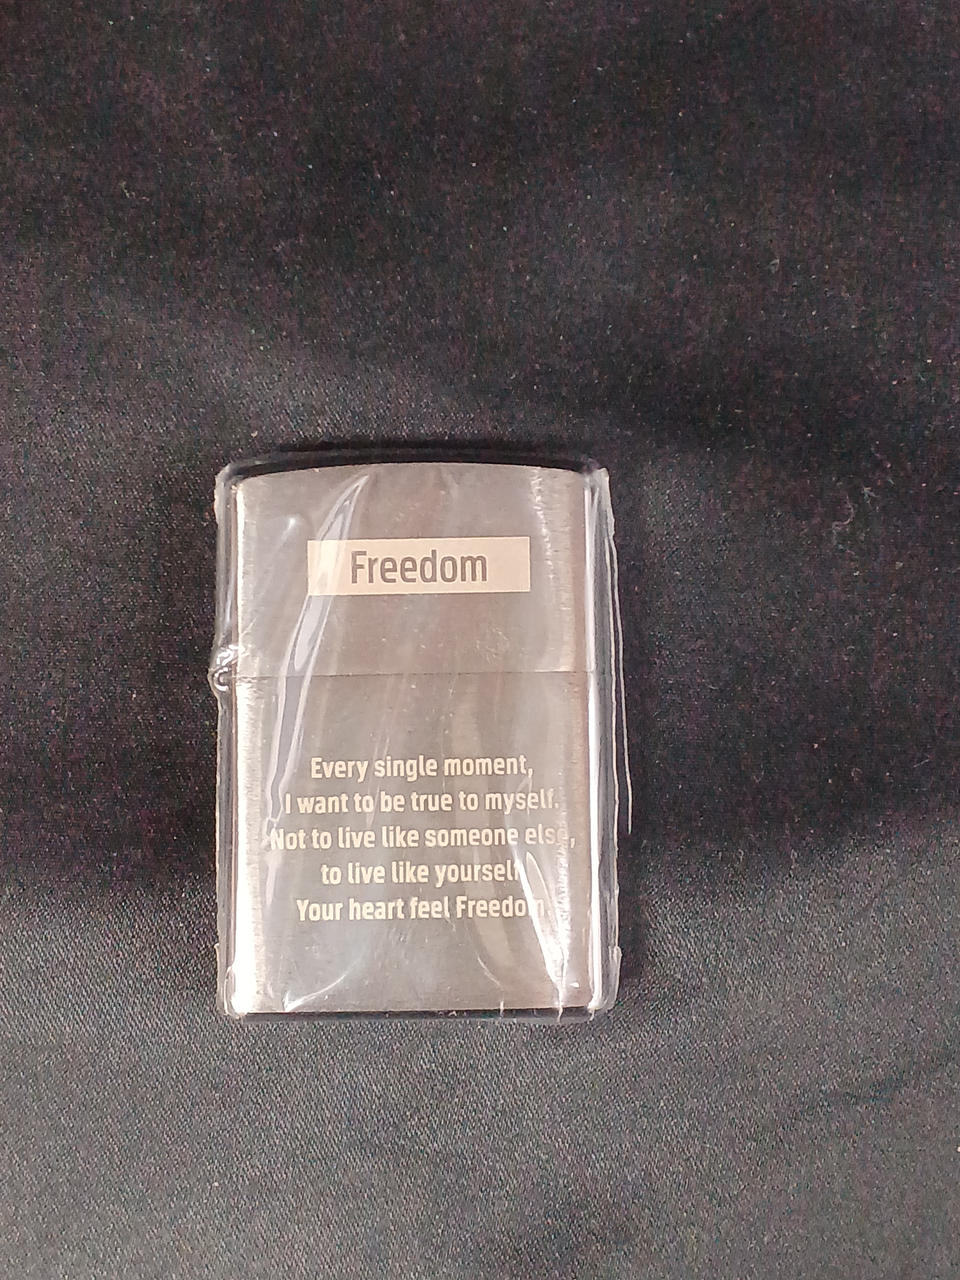 Freedom
Every single moment,
I want to be true to myself.
Not to live like someone else,
to live like yourself
Your heart feel Freedom